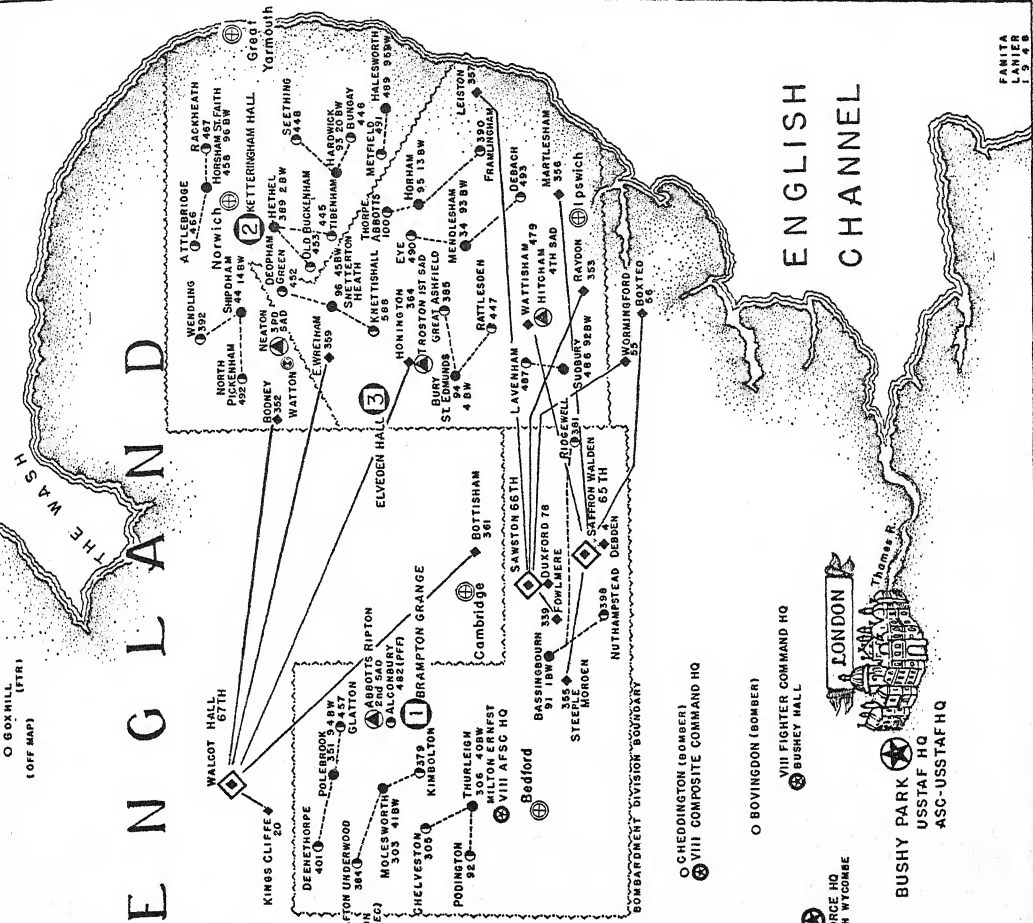 GOXHILL
(FTR)
(OFF MAP)
THE WASH
ENGLAND
Great
Yarmouth
ATTLEBRIDGE
466
RACKHEATH
467
HORSHAM ST. FAITH
458 96 BW
Norwich
2
KETTERINGHAM HALL
HETHEL
389 2 BW
SEETHING
448
WENDLING
392
SHIPDHAM
44 14 BW
NORTH
PICKENHAM
492
NEATON
3RD
SAD
WATTON
DEOPHAM
GREEN
452
OLD BUCKENHAM
453
445
TIBENHAM
HARDWICK
93 20 BW
BUNGAY
446
HALESWORTH
489 95 BW
METFIELD
491
BODNEY
352
E. WRETHAM
359
96 45 BW
SNETTERTON
HEATH
KNETTISHALL
388
THORPE
ABBOTTS
100
HORHAM
95 13 BW
EYE
490
LEISTON
357
390
FRAMLINGHAM
MENDLESHAM
34 93 BW
DEBACH
493
MARTLESHAM
356
Ipswich
3
ELVEDEN HALL
HONINGTON
364
TROSTON 1ST SAD
GREAT ASHFIELD
385
BURY
ST. EDMUNDS
94
4 BW
RATTLESDEN
447
WATTISHAM
479
HITCHAM
4TH SAD
RAYDON
353
LAVENHAM
487
SUDBURY
486 92 BW
WORMINGFORD
55
BOXTED
56
RIDGEWELL
381
WALCOT HALL
67TH
KINGS CLIFFE
20
BOTTISHAM
361
Cambridge
SAWSTON 66TH
DUXFORD 78
339
FOWLMERE
SAFFRON WALDEN
65TH
4
DEBDEN
BASSINGBOURN
91 1 BW
355
STEEPLE
MORDEN
398
NUTHAMPSTEAD
DEENETHORPE
401
POLEBROOK
351 94 BW
457
GLATTON
ABBOTTS RIPTON
2nd SAD
ALCONBURY
482 (PFF)
1
BRAMPTON GRANGE
FTON UNDERWOOD
384
MOLESWORTH
303 41 BW
379
KIMBOLTON
CHELVESTON
305
THURLEIGH
306 40 BW
MILTON ERNEST
VIII AFSC HQ
PODINGTON
92
Bedford
BOMBARDMENT DIVISION BOUNDARY
CHEDDINGTON (BOMBER)
VIII COMPOSITE COMMAND HQ
BOVINGDON (BOMBER)
VIII FIGHTER COMMAND HQ
BUSHEY HALL
LONDON
Thames R.
BUSHY PARK
USSTAF HQ
ASC-USSTAF HQ
RCE HQ
H WYCOMBE
ENGLISH
CHANNEL
FANITA
LANIER
1948